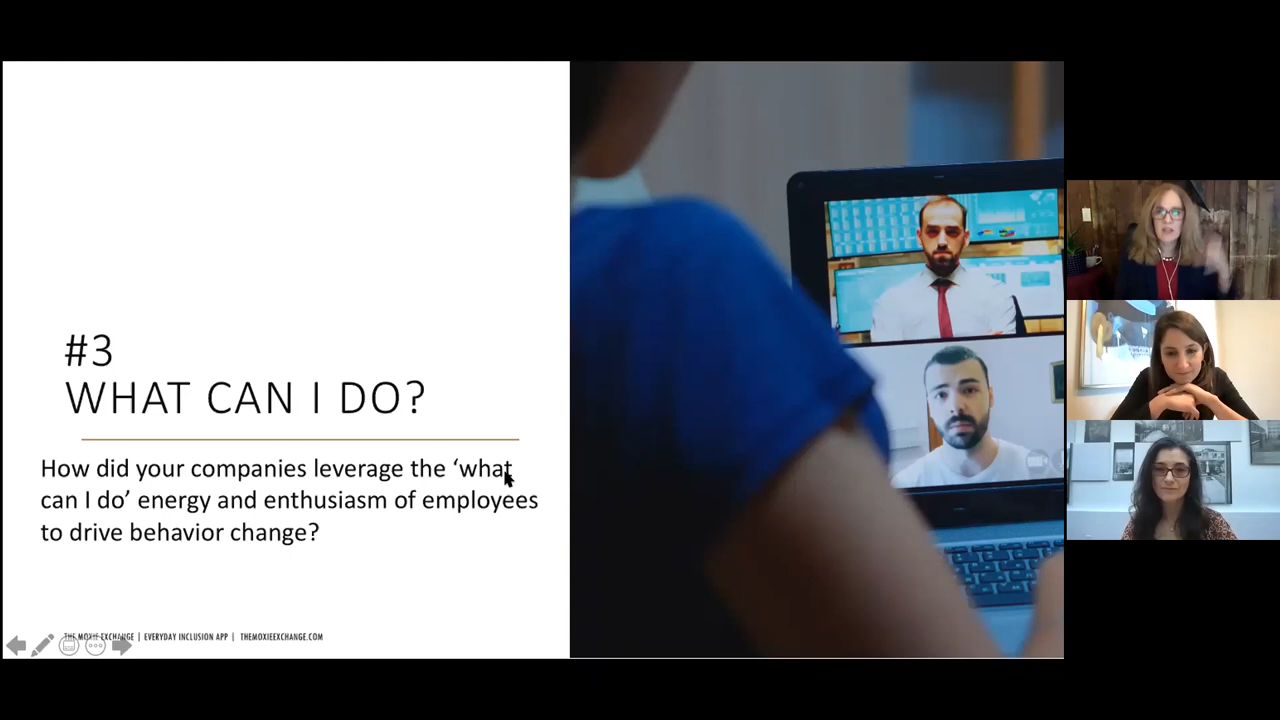 #3
WHAT CAN I DO?
How did your companies leverage the ‘what
can I do’ energy and enthusiasm of employees
to drive behavior change?
THE MOXIE EXCHANGE | EVERYDAY INCLUSION APP | THEMOXIEEXCHANGE.COM